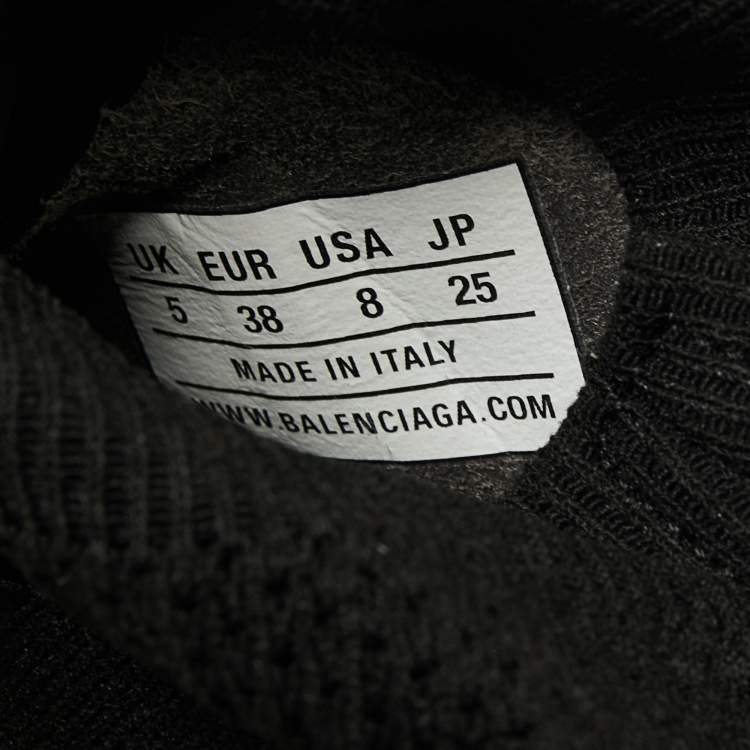 UK EUR USA JP
5 38 8 25
MADE IN ITALY
WWW.BALENCIAGA.COM